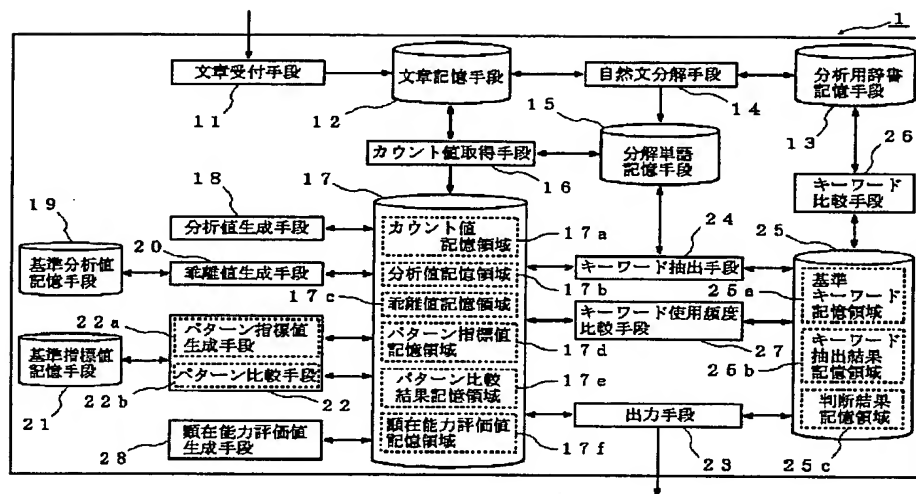 1
文章受付手段
11
文章記憶手段
12
自然文分解手段
14
分析用辞書
記憶手段
13
カウント値取得手段
16
15
分解単語
記憶手段
26
キーワード
比較手段
17
カウント値
記憶領域
17a
分析値記憶領域
17b
乖離値記憶領域
17c
パターン指標値
記憶領域
17d
パターン比較
結果記憶領域
17e
顕在能力評価値
記憶領域
17f
18
分析値生成手段
19
基準分析値
記憶手段
20
乖離値生成手段
22a
パターン指標値
生成手段
パターン比較手段
22b
22
基準指標値
記憶手段
21
顕在能力評価値
生成手段
28
24
キーワード抽出手段
キーワード使用頻度
比較手段
27
出力手段
23
25
基準
キーワード
記憶領域
25a
キーワード
抽出結果
記憶領域
25b
判断結果
記憶領域
25c